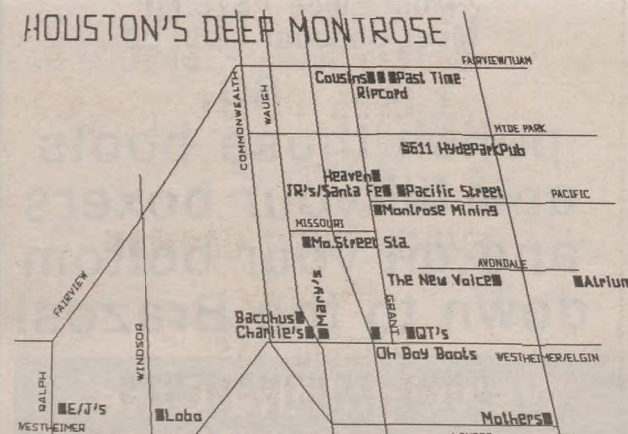 HOUSTON'S DEEP MONTROSE
FAIRVIEW/TUAM
Cousins Past Time
Ripcord
COMMONWEALTH
WAUGH
HYDE PARK
611 HydeParkPub
Heaven
JR's/Santa Fe Pacific Street
PACIFIC
Montrose Mining
MISSOURI
Mo.Street Sta.
AVONDALE
The New Voice
Atrium
FAIRVIEW
Mary's
GRANT
Bacchus
Charlie's
QT's
Oh Boy Boots
WESTHEIMER/ELGIN
WINDSOR
RALPH
E/J's
Lobo
Mothers
WESTHEIMER